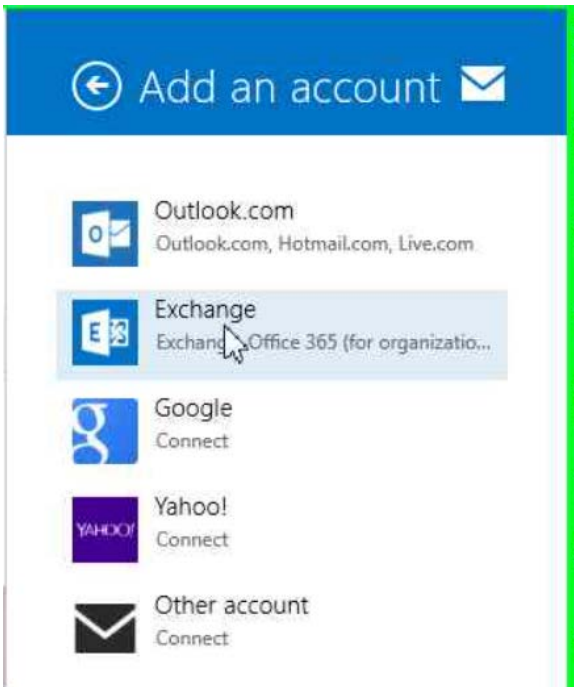 Add an account
Outlook.com
Outlook.com, Hotmail.com, Live.com
Exchange
Exchang Office 365 (for organizatio...
Google
Connect
YAHOO!
Yahoo!
Connect
Other account
Connect